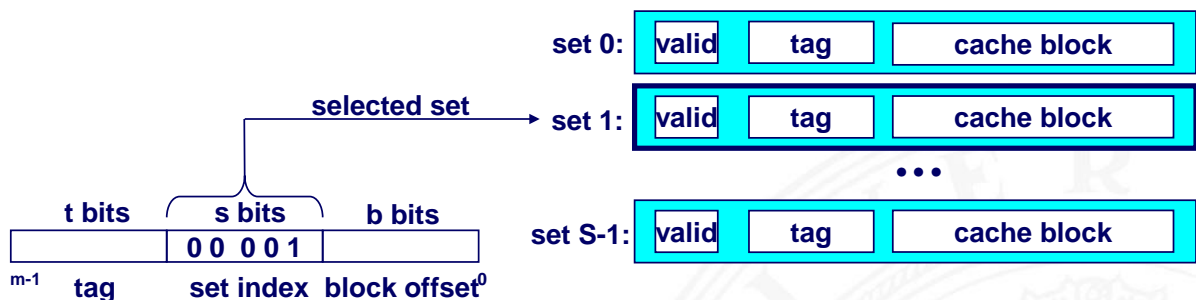 set 0: valid tag cache block
selected set
set 1: valid tag cache block
•••
t bits s bits b bits
set S-1: valid tag cache block
0 0 0 0 1
m-1 tag set index block offset 0